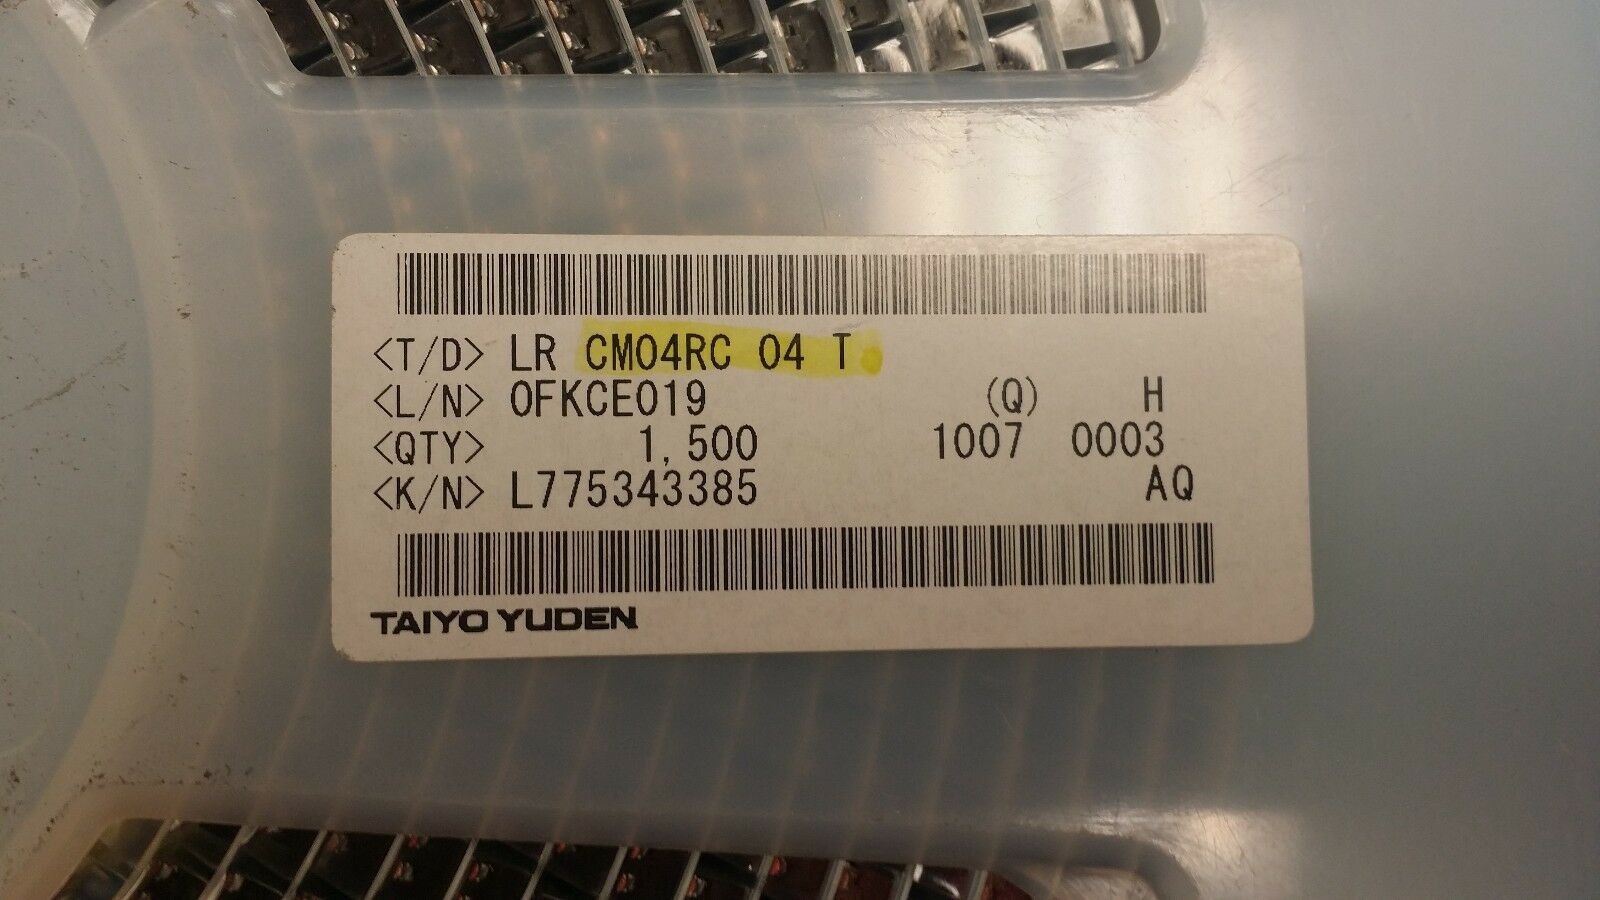 <T/D> LR CM04RC 04 T
<L/N> 0FKCE019 (Q) H
<QTY> 1,500 1007 0003
<K/N> L775343385 AQ
TAIYO YUDEN